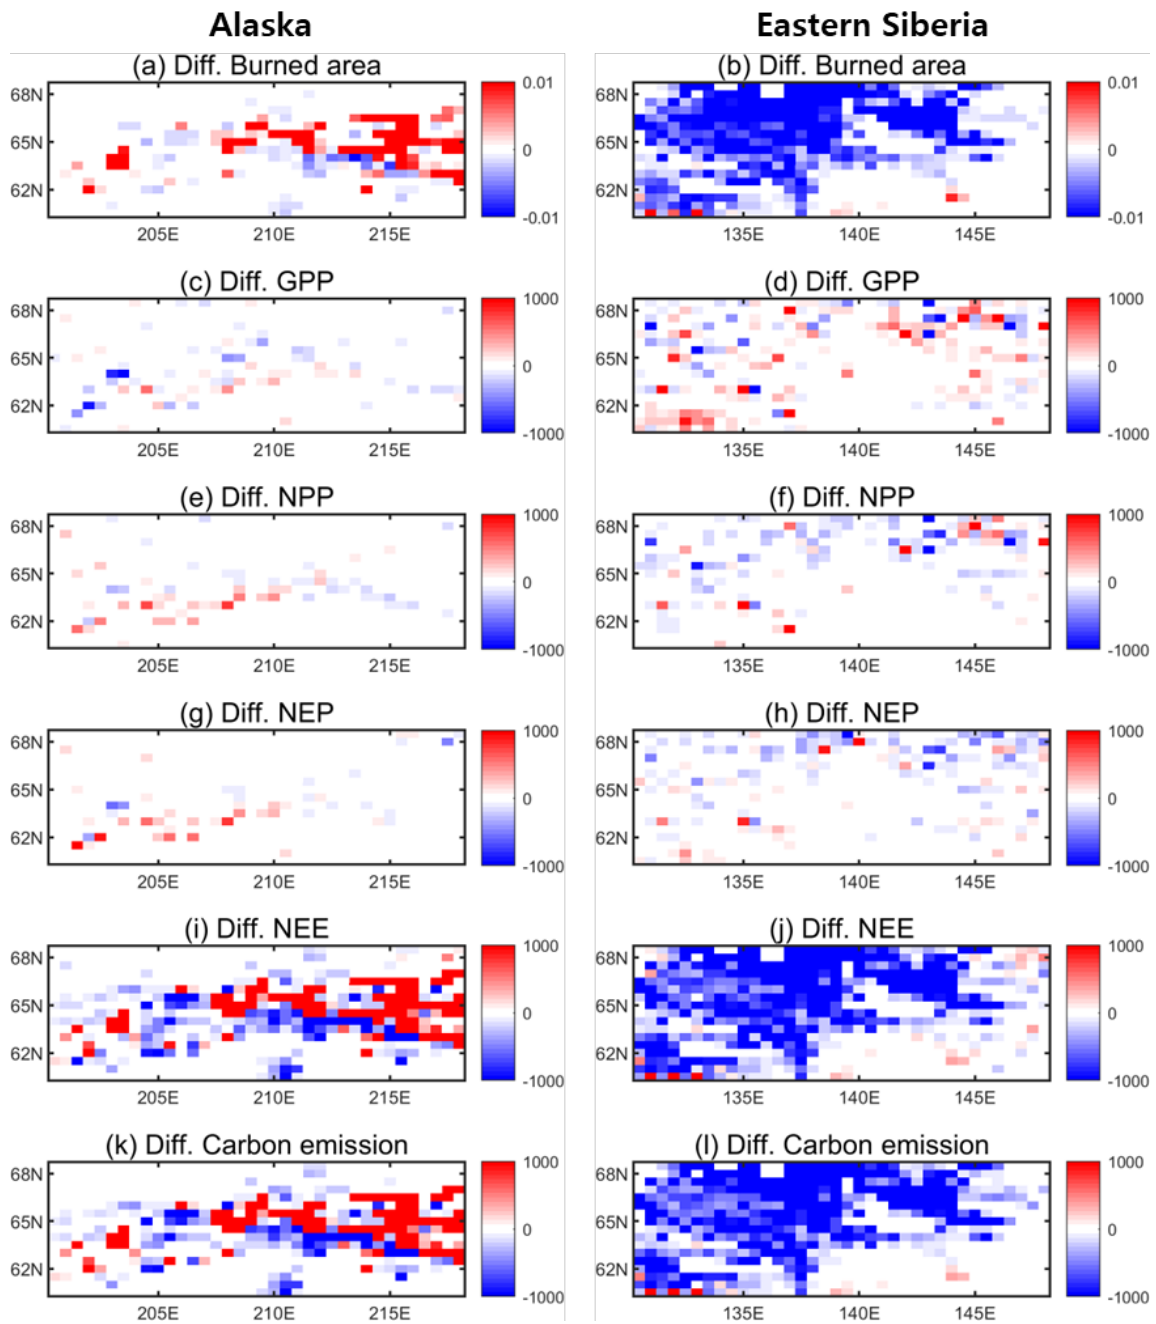 Alaska
Eastern Siberia
(a) Diff. Burned area
(b) Diff. Burned area
68N
65N
62N
205E 210E 215E
0.01
0
-0.01
68N
65N
62N
135E 140E 145E
0.01
0
-0.01
(c) Diff. GPP
(d) Diff. GPP
68N
65N
62N
205E 210E 215E
1000
0
-1000
68N
65N
62N
135E 140E 145E
1000
0
-1000
(e) Diff. NPP
(f) Diff. NPP
68N
65N
62N
205E 210E 215E
1000
0
-1000
68N
65N
62N
135E 140E 145E
1000
0
-1000
(g) Diff. NEP
(h) Diff. NEP
68N
65N
62N
205E 210E 215E
1000
0
-1000
68N
65N
62N
135E 140E 145E
1000
0
-1000
(i) Diff. NEE
(j) Diff. NEE
68N
65N
62N
205E 210E 215E
1000
0
-1000
68N
65N
62N
135E 140E 145E
1000
0
-1000
(k) Diff. Carbon emission
(l) Diff. Carbon emission
68N
65N
62N
205E 210E 215E
1000
0
-1000
68N
65N
62N
135E 140E 145E
1000
0
-1000